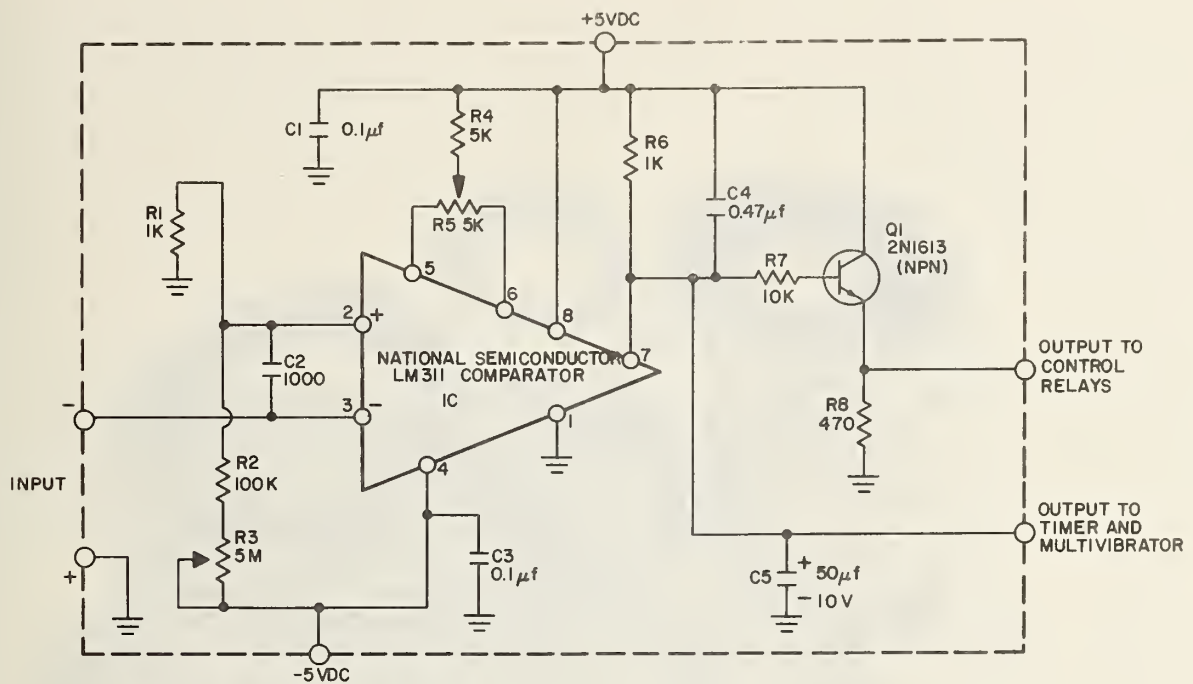 +5VDC
C1
0.1µf
R4
5K
R6
1K
C4
0.47µf
Q1
2N1613
(NPN)
R1
1K
R5 5K
R7
10K
5
6
8
7
2
+
C2
1000
NATIONAL SEMICONDUCTOR
LM311 COMPARATOR
IC
3
-
1
4
-
INPUT
+
R2
100K
R3
5M
C3
0.1µf
R8
470
OUTPUT TO
CONTROL
RELAYS
OUTPUT TO
TIMER AND
MULTIVIBRATOR
C5
+ 50µf
- 10V
-5VDC